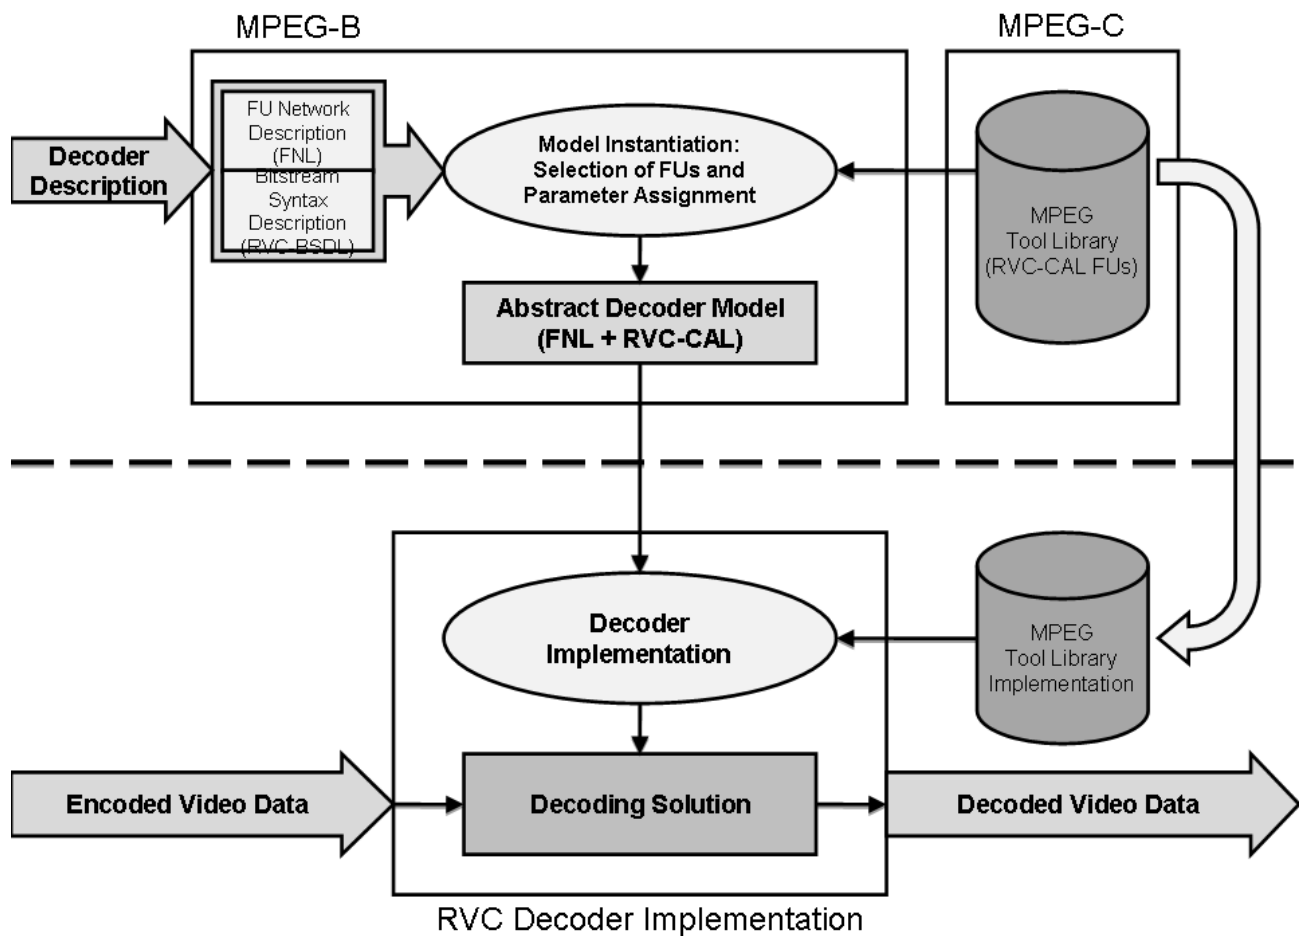 MPEG-B
MPEG-C
FU Network
Description
(FNL)
Bitstream
Syntax
Description
(RVC-BSDL)
Decoder
Description
Model Instantiation:
Selection of FUs and
Parameter Assignment
MPEG
Tool Library
(RVC-CAL FUs)
Abstract Decoder Model
(FNL + RVC-CAL)
Decoder
Implementation
MPEG
Tool Library
Implementation
Encoded Video Data
Decoding Solution
Decoded Video Data
RVC Decoder Implementation